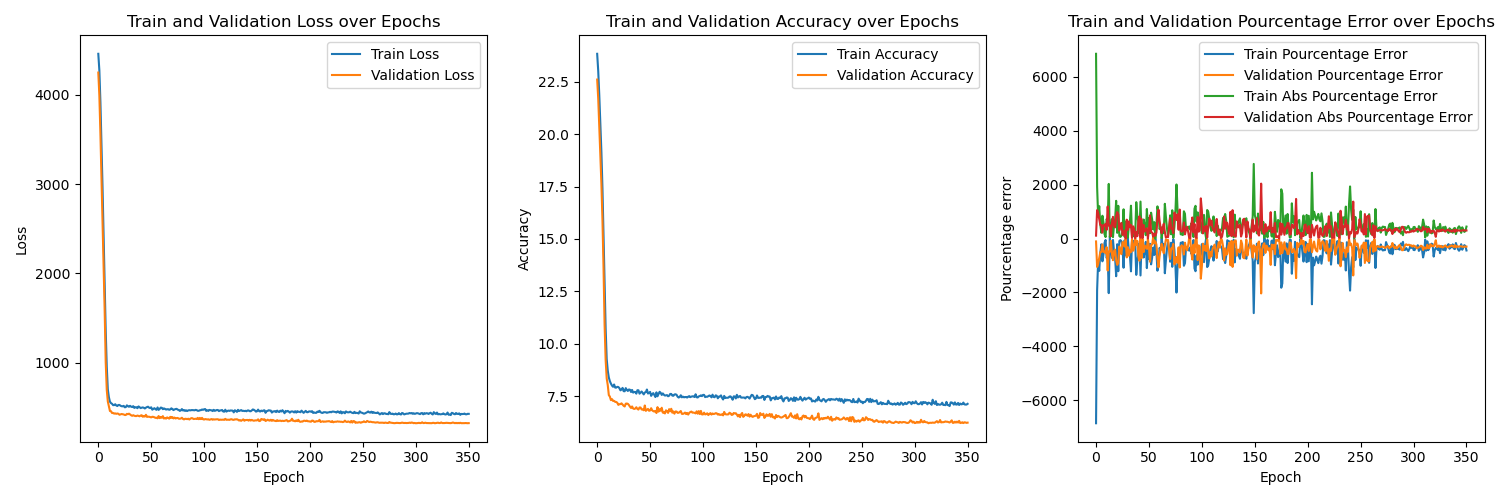 Train and Validation Loss over Epochs
Train Loss
Validation Loss
Loss
4000
3000
2000
1000
0
50
100
150
200
250
300
350
Epoch
Train and Validation Accuracy over Epochs
Train Accuracy
Validation Accuracy
Accuracy
22.5
20.0
17.5
15.0
12.5
10.0
7.5
0
50
100
150
200
250
300
350
Epoch
Train and Validation Pourcentage Error over Epochs
Train Pourcentage Error
Validation Pourcentage Error
Train Abs Pourcentage Error
Validation Abs Pourcentage Error
Pourcentage error
6000
4000
2000
0
−2000
−4000
−6000
0
50
100
150
200
250
300
350
Epoch